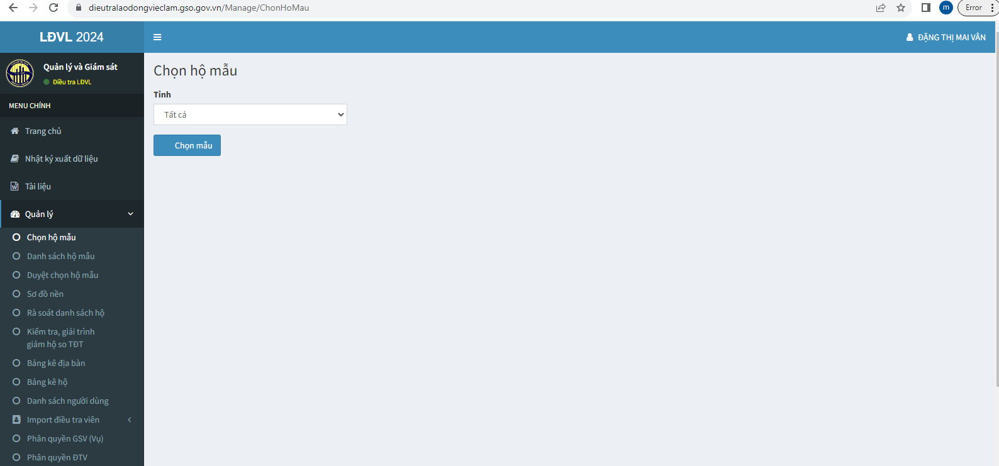 dieutralaodongvieclam.gso.gov.vn/Manage/ChonHoMau
m
Error
LĐVL 2024
ĐẶNG THỊ MAI VÂN
Quản lý và Giám sát
Điều tra LĐVL
MENU CHÍNH
Trang chủ
Nhật ký xuất dữ liệu
Tài liệu
Quản lý
Chọn hộ mẫu
Danh sách hộ mẫu
Duyệt chọn hộ mẫu
Sơ đồ nền
Rà soát danh sách hộ
Kiểm tra, giải trình
giảm hộ so TĐT
Bảng kê địa bàn
Bảng kê hộ
Danh sách người dùng
Import điều tra viên
Phân quyền GSV (Vụ)
Phân quyền ĐTV
Chọn hộ mẫu
Tỉnh
Tất cả
Chọn mẫu